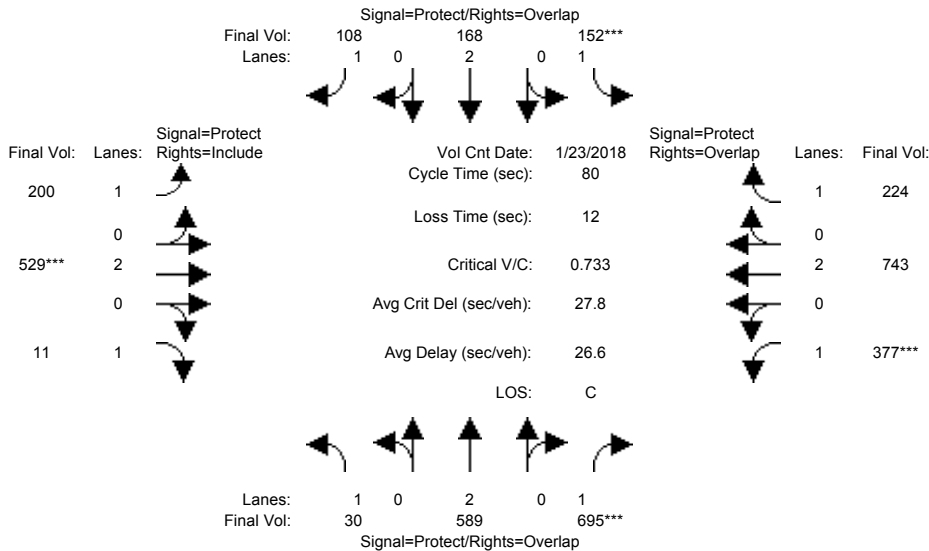 Signal=Protect/Rights=Overlap
Final Vol: 108 168 152***
Lanes: 1 0 2 0 1
Signal=Protect Signal=Protect
Final Vol: Lanes: Rights=Include Vol Cnt Date: 1/23/2018 Rights=Overlap Lanes: Final Vol:
Cycle Time (sec): 80
200 1 1 224
Loss Time (sec): 12
0 0
529*** 2 Critical V/C: 0.733 2 743
0 Avg Crit Del (sec/veh): 27.8 0
11 1 Avg Delay (sec/veh): 26.6 1 377***
LOS: C
Lanes: 1 0 2 0 1
Final Vol: 30 589 695***
Signal=Protect/Rights=Overlap